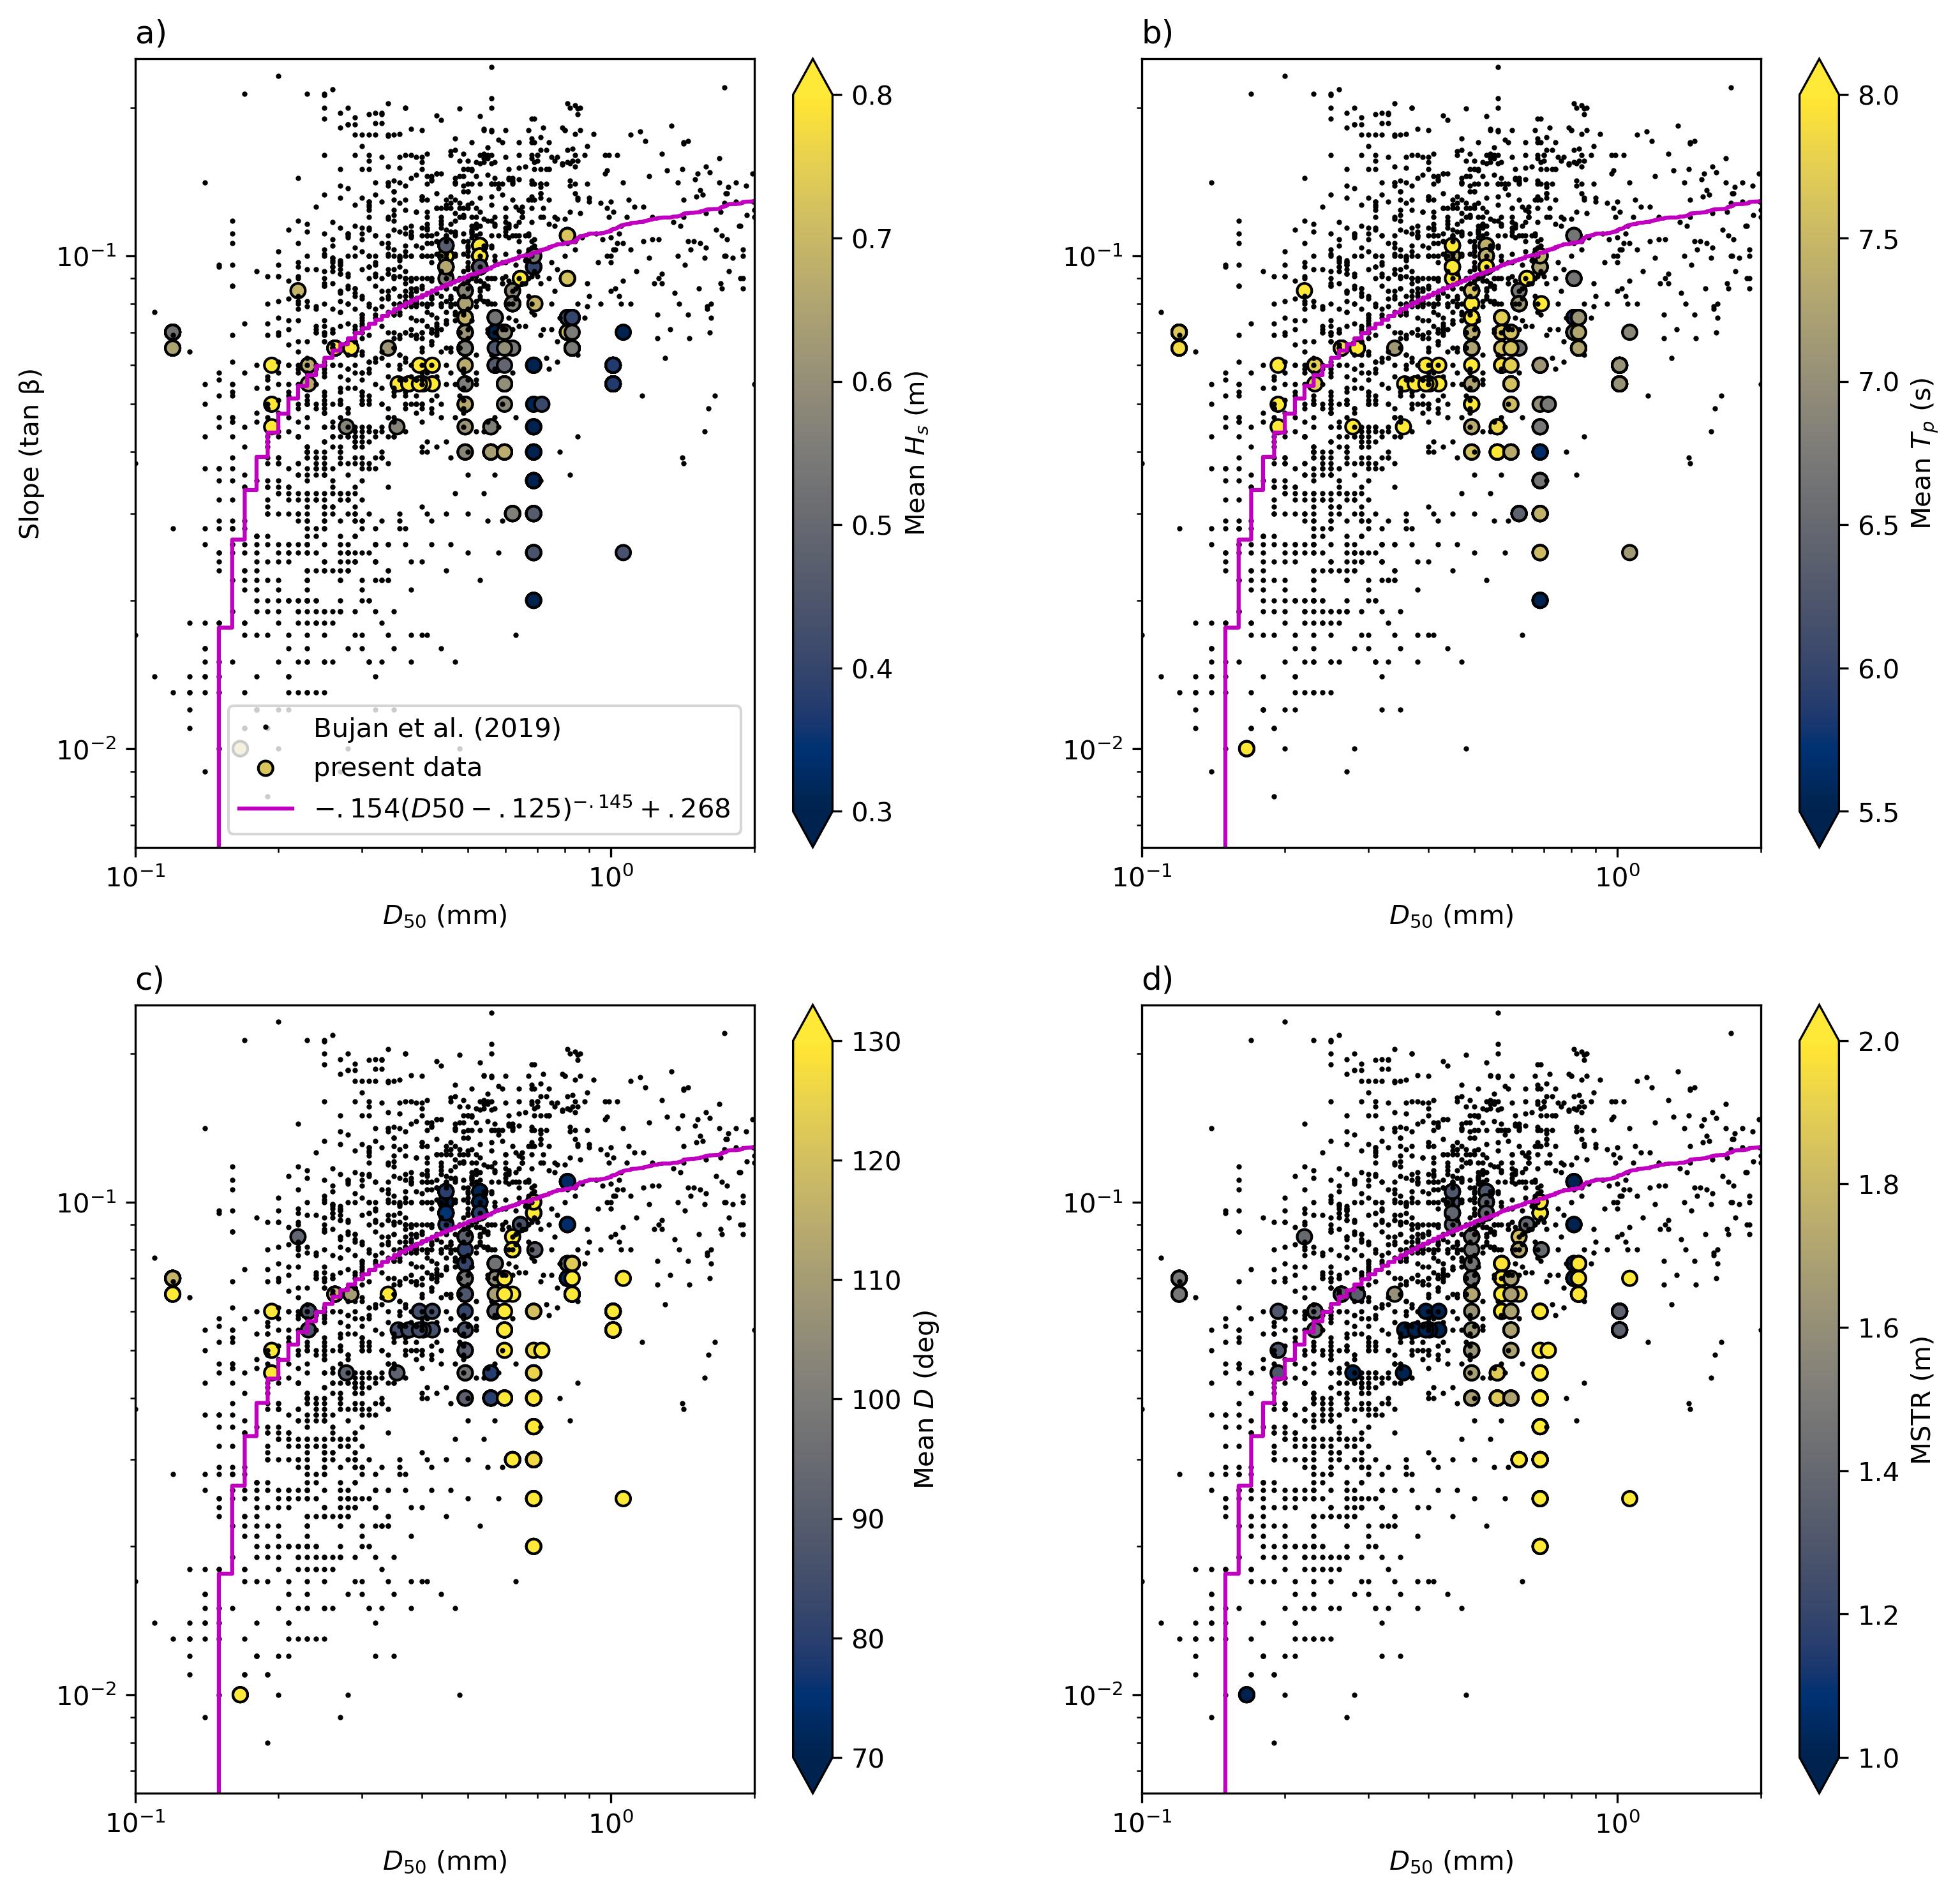 a)
Slope (tan β)
10⁻¹
10⁻²
10⁻¹
10⁰
D₅₀ (mm)
Bujan et al. (2019)
present data
−.154(D50 − .125)^−.145 + .268
0.8
0.7
0.6
0.5
0.4
0.3
Mean Hₛ (m)
b)
10⁻¹
10⁻²
10⁻¹
10⁰
D₅₀ (mm)
8.0
7.5
7.0
6.5
6.0
5.5
Mean Tₚ (s)
c)
10⁻¹
10⁻²
10⁻¹
10⁰
D₅₀ (mm)
130
120
110
100
90
80
70
Mean D (deg)
d)
10⁻¹
10⁻²
10⁻¹
10⁰
D₅₀ (mm)
2.0
1.8
1.6
1.4
1.2
1.0
MSTR (m)